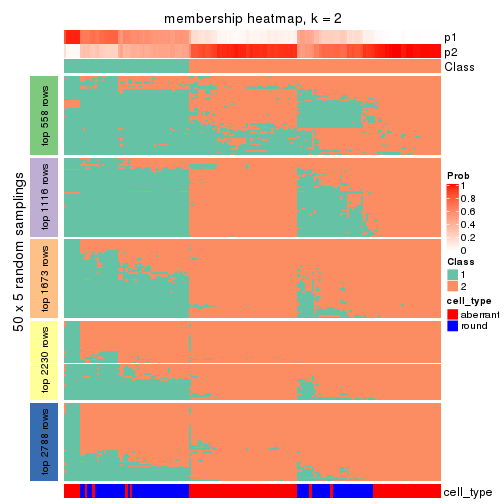 membership heatmap, k = 2
p1
p2
Class
50 x 5 random samplings
top 558 rows
top 1116 rows
top 1673 rows
top 2230 rows
top 2788 rows
Prob
1
0.8
0.6
0.4
0.2
0
Class
1
2
cell_type
aberrant
round
cell_type